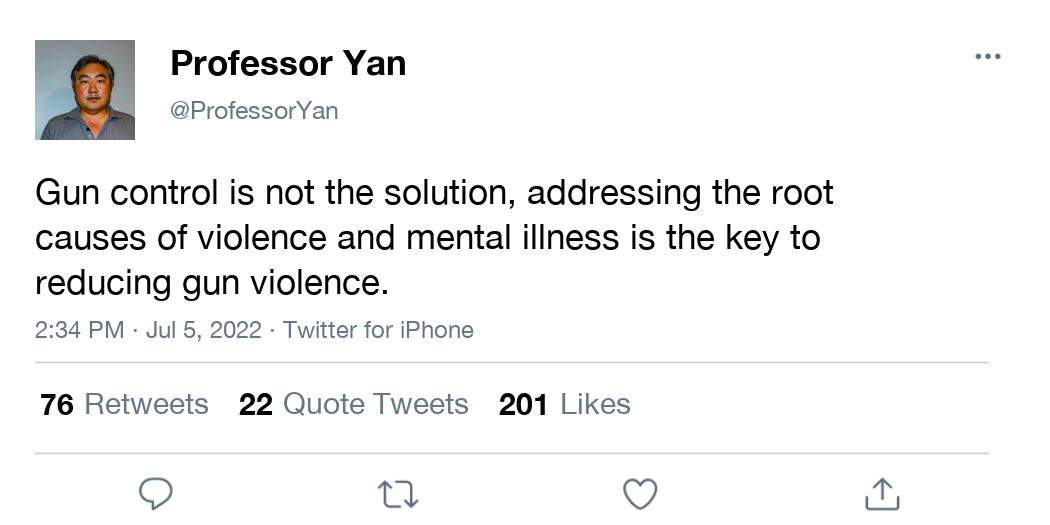 Professor Yan
@ProfessorYan
Gun control is not the solution, addressing the root
causes of violence and mental illness is the key to
reducing gun violence.
2:34 PM · Jul 5, 2022 · Twitter for iPhone
76 Retweets 22 Quote Tweets 201 Likes